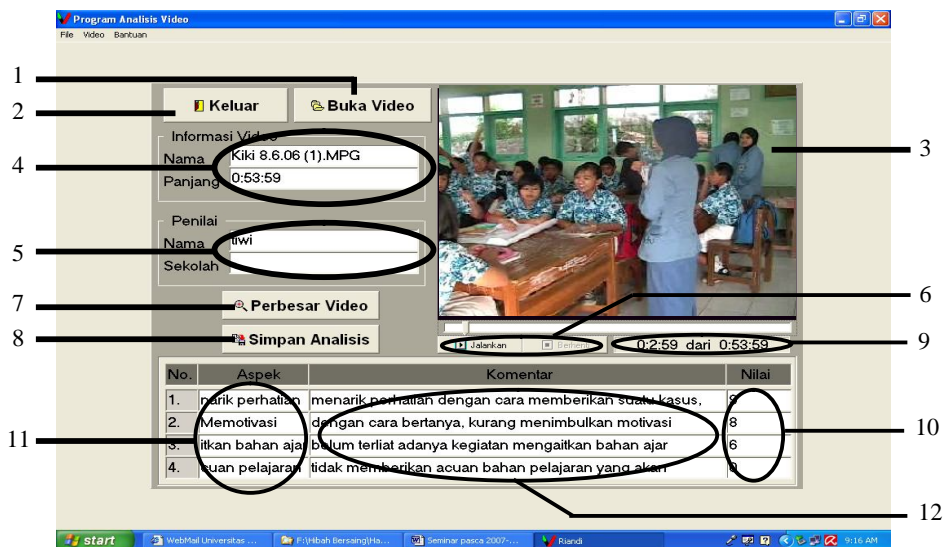 Program Analisis Video
File Video Bantuan
1
2
3
4
5
6
7
8
9
10
11
12
Keluar
Buka Video
Informasi Video
Nama Kiki 8.6.06 (1).MPG
Panjang 0:53:59
Penilai
Nama tiwi
Sekolah
Perbesar Video
Simpan Analisis
Jalankan
Berhenti
0:2:59 dari 0:53:59
No. Aspek Komentar Nilai
1. narik perhatian menarik perhatian dengan cara memberikan suatu kasus,
2. Memotivasi dengan cara bertanya, kurang menimbulkan motivasi 8
3. itkan bahan ajar belum terliat adanya kegiatan mengaitkan bahan ajar 6
4. cuan pelajaran tidak memberikan acuan bahan pelajaran yang akan
start WebMail Universitas ... F:\Hibah Bersaing\Ha... Seminar pasca 2007-... Riandi 9:16 AM